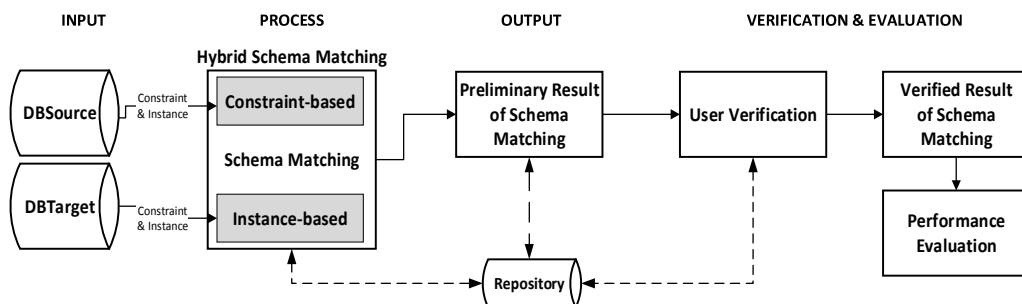 INPUT
PROCESS
OUTPUT
VERIFICATION & EVALUATION
Hybrid Schema Matching
DBSource
Constraint
& Instance
Constraint-based
Schema Matching
DBTarget
Constraint
& Instance
Instance-based
Preliminary Result
of Schema
Matching
User Verification
Verified Result
of Schema
Matching
Performance
Evaluation
Repository